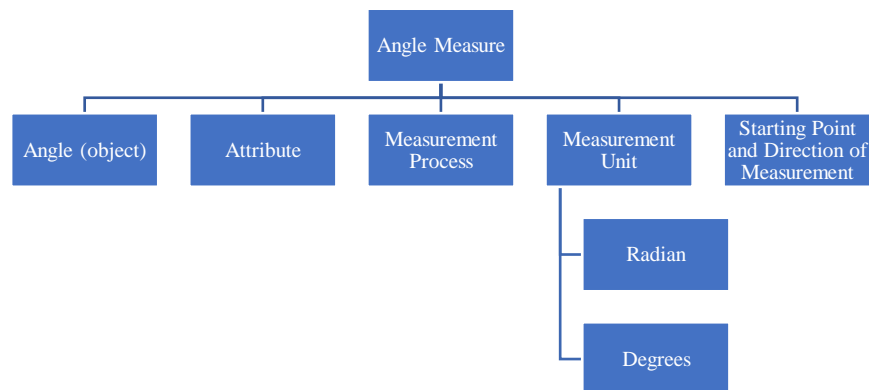 Angle Measure
Angle (object)
Attribute
Measurement
Process
Measurement
Unit
Starting Point
and Direction of
Measurement
Radian
Degrees